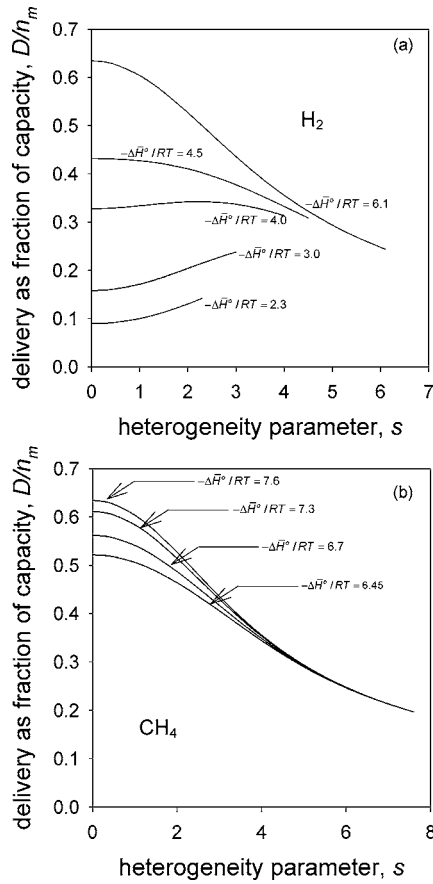 (a)
delivery as fraction of capacity, D/nₘ
0.7
0.6
0.5
0.4
0.3
0.2
0.1
0.0
H₂
−ΔH̄°/RT = 4.5
−ΔH̄°/RT = 6.1
−ΔH̄°/RT = 4.0
−ΔH̄°/RT = 3.0
−ΔH̄°/RT = 2.3
0 1 2 3 4 5 6 7
heterogeneity parameter, s
(b)
delivery as fraction of capacity, D/nₘ
0.7
0.6
0.5
0.4
0.3
0.2
0.1
0.0
−ΔH̄°/RT = 7.6
−ΔH̄°/RT = 7.3
−ΔH̄°/RT = 6.7
−ΔH̄°/RT = 6.45
CH₄
0 2 4 6 8
heterogeneity parameter, s